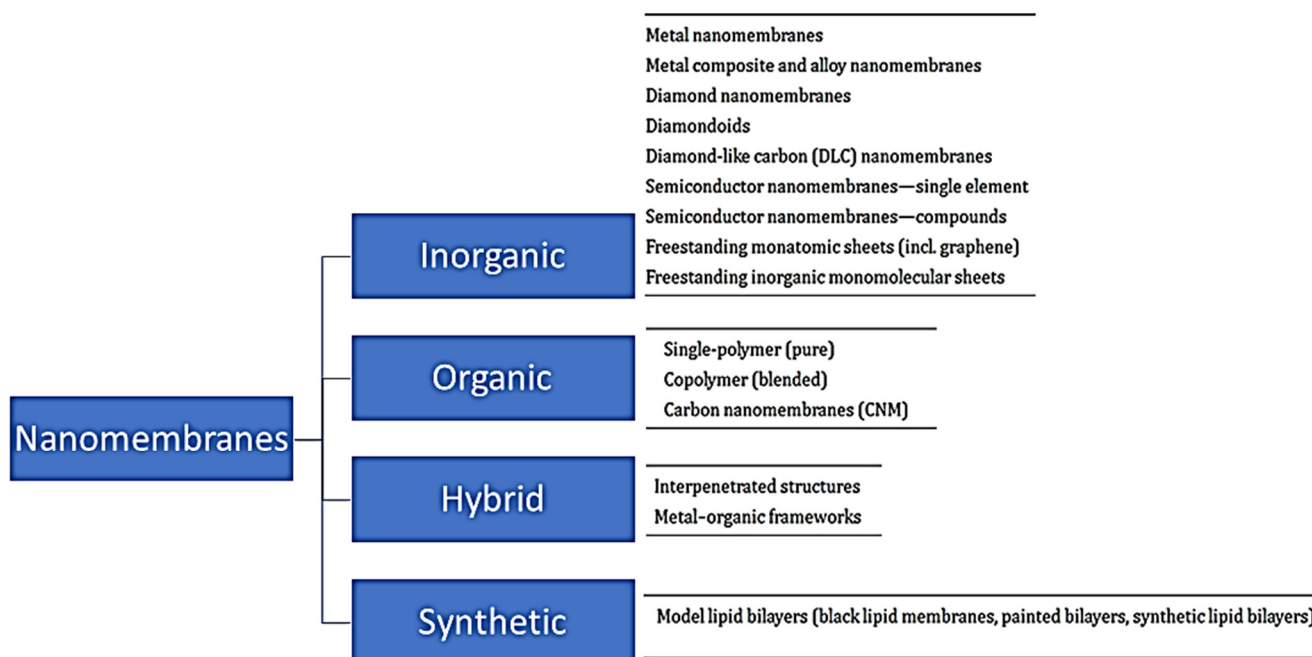 Metal nanomembranes
Metal composite and alloy nanomembranes
Diamond nanomembranes
Diamondoids
Diamond-like carbon (DLC) nanomembranes
Semiconductor nanomembranes—single element
Semiconductor nanomembranes—compounds
Freestanding monatomic sheets (incl. graphene)
Freestanding inorganic monomolecular sheets
Inorganic
Single-polymer (pure)
Copolymer (blended)
Carbon nanomembranes (CNM)
Organic
Nanomembranes
Interpenetrated structures
Metal–organic frameworks
Hybrid
Model lipid bilayers (black lipid membranes, painted bilayers, synthetic lipid bilayers)
Synthetic